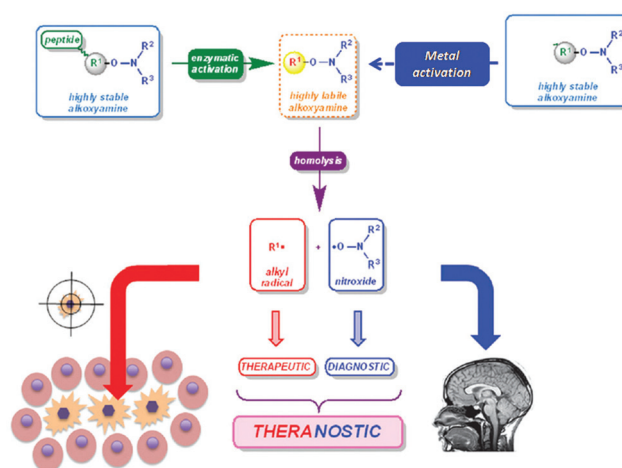 peptide
R¹–O–N
R²
R³
highly stable
alkoxyamine
enzymatic
activation
R¹–O–N
R²
R³
highly labile
alkoxyamine
Metal
activation
R¹–O–N
R²
R³
highly stable
alkoxyamine
homolysis
R¹•
alkyl
radical
+
•O–N
R²
R³
nitroxide
THERAPEUTIC
DIAGNOSTIC
THERANOSTIC